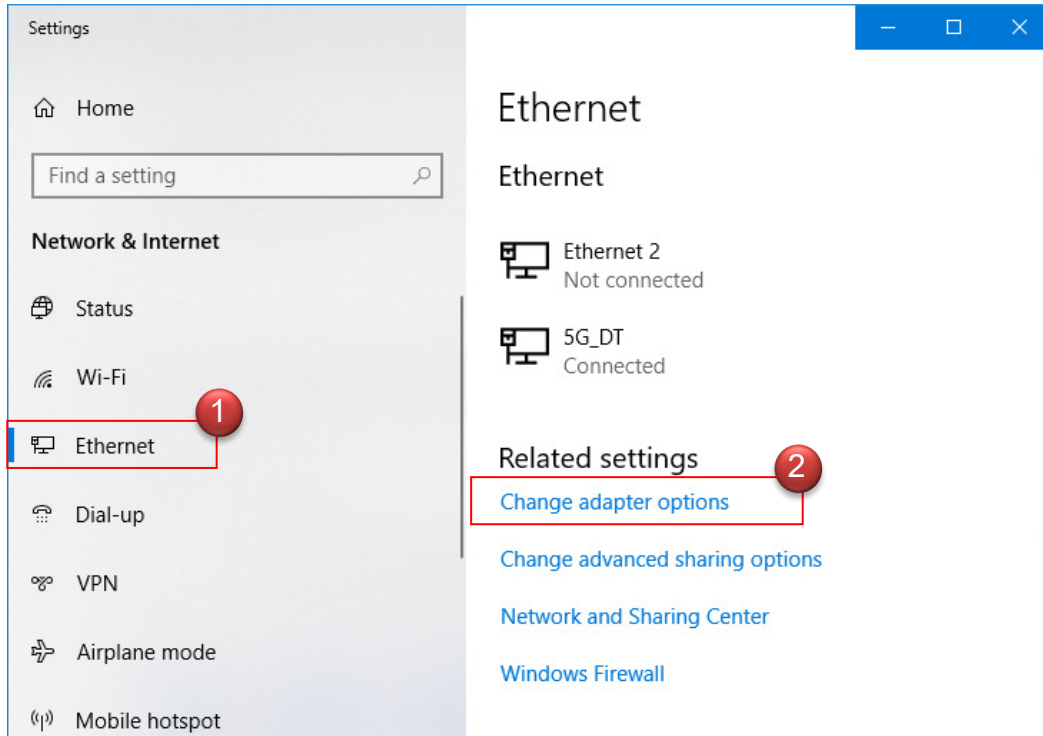 Settings
Home
Find a setting
Network & Internet
Status
Wi-Fi
1
Ethernet
Dial-up
VPN
Airplane mode
Mobile hotspot
Ethernet
Ethernet
Ethernet 2
Not connected
5G_DT
Connected
Related settings
2
Change adapter options
Change advanced sharing options
Network and Sharing Center
Windows Firewall